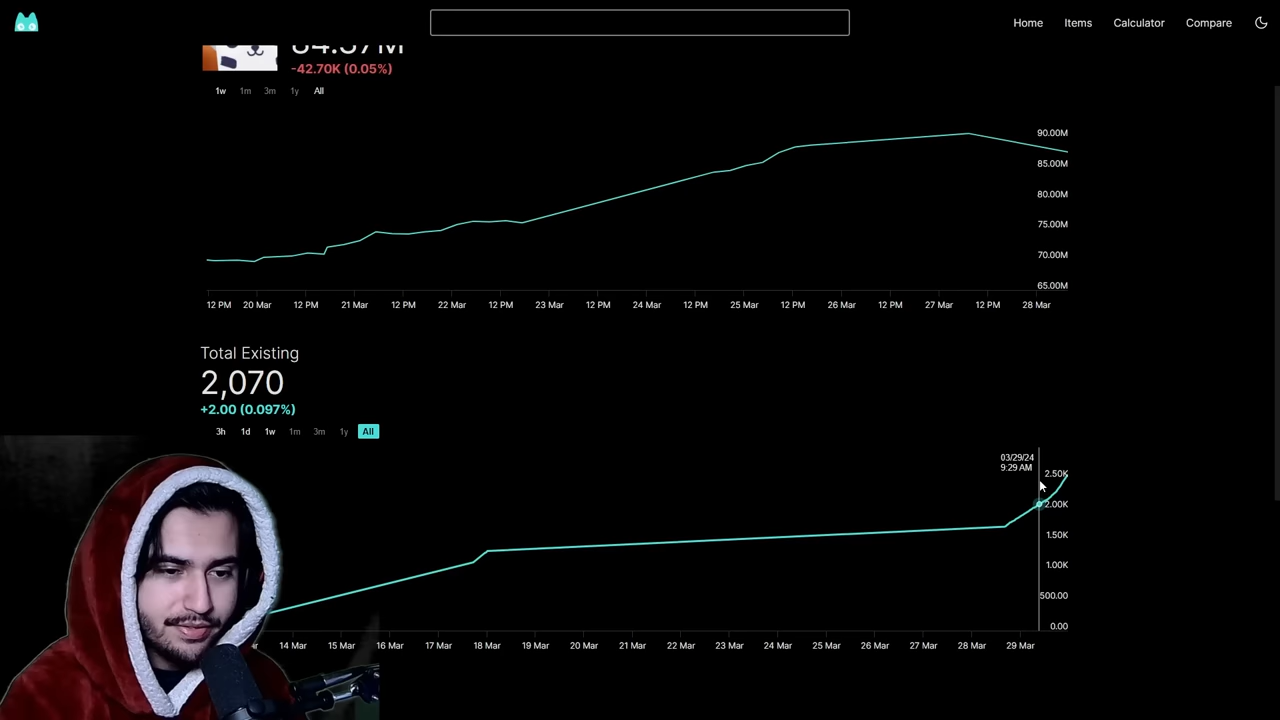 Home Items Calculator Compare
-42.70K (0.05%)
1w 1m 3m 1y All
90.00M
85.00M
80.00M
75.00M
70.00M
65.00M
12 PM 20 Mar 12 PM 21 Mar 12 PM 22 Mar 12 PM 23 Mar 12 PM 24 Mar 12 PM 25 Mar 12 PM 26 Mar 12 PM 27 Mar 12 PM 28 Mar
Total Existing
2,070
+2.00 (0.097%)
3h 1d 1w 1m 3m 1y All
03/29/24
9:29 AM
2.50K
2.00K
1.50K
1.00K
500.00
0.00
14 Mar 15 Mar 16 Mar 17 Mar 18 Mar 19 Mar 20 Mar 21 Mar 22 Mar 23 Mar 24 Mar 25 Mar 26 Mar 27 Mar 28 Mar 29 Mar